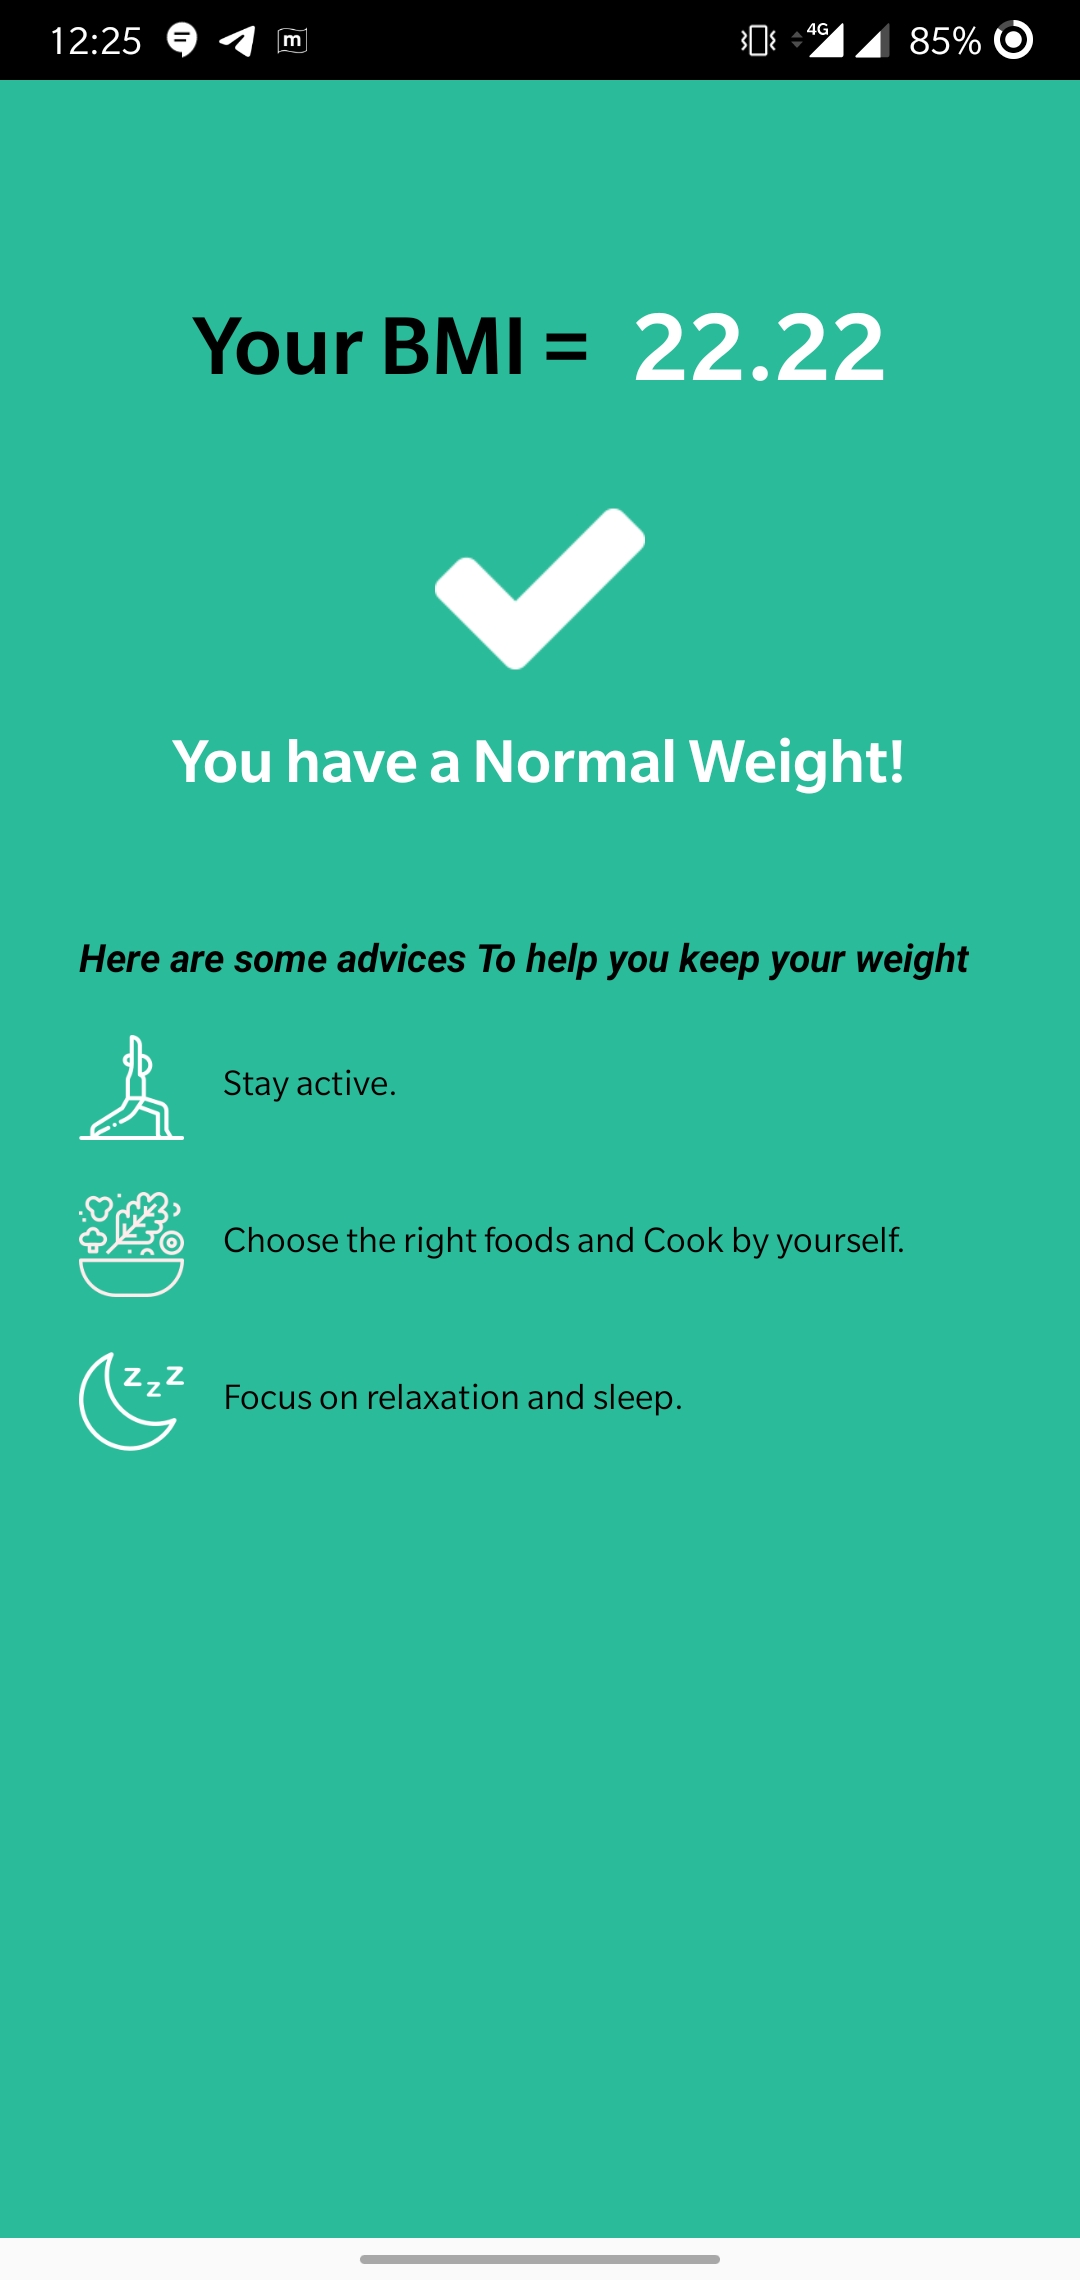 12:25 m 4G 85%
Your BMI = 22.22
You have a Normal Weight!
Here are some advices To help you keep your weight
Stay active.
Choose the right foods and Cook by yourself.
z z z
Focus on relaxation and sleep.